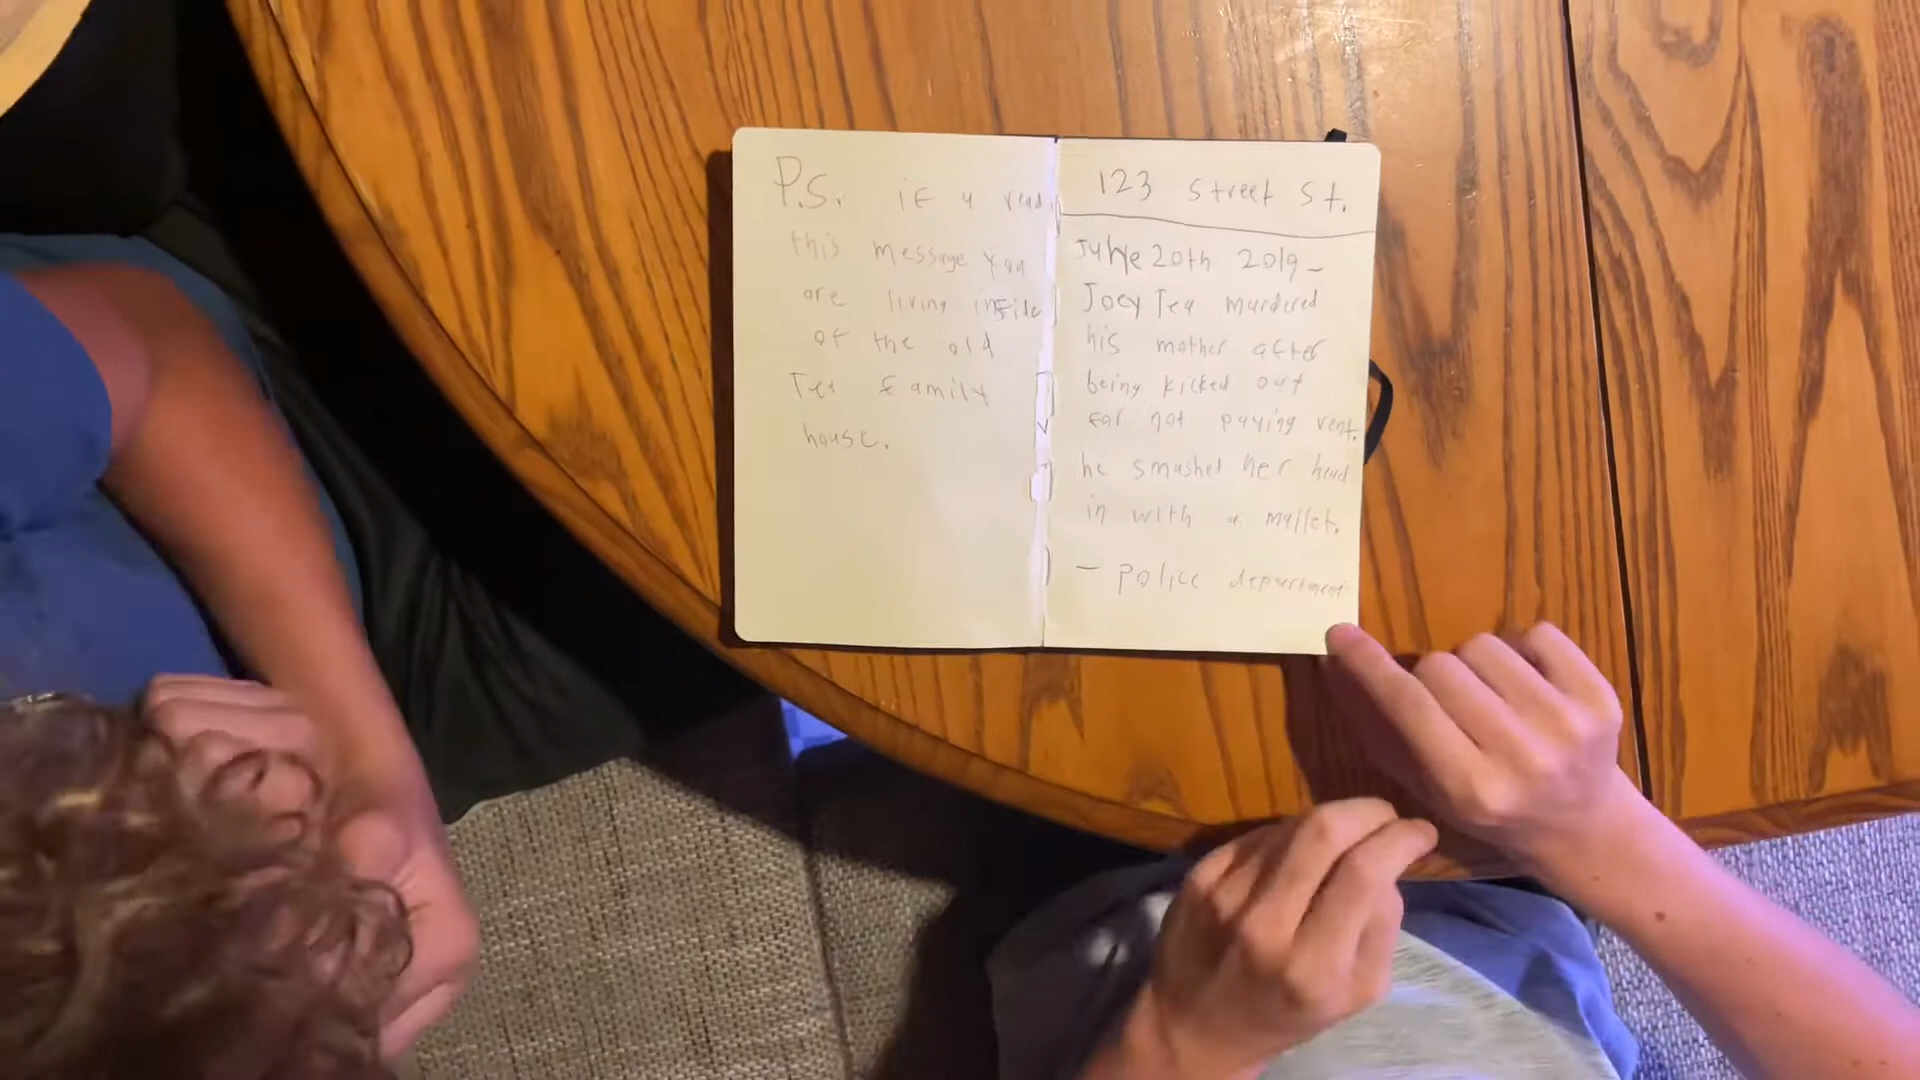 P.S. if u read
this message you
are living inside
of the old
Tea family
house.
123 Street St.
June 20th 2019-
Joey Tea murdered
his mother after
being kicked out
for not paying rent.
he smashed her head
in with a mallet.
- police department